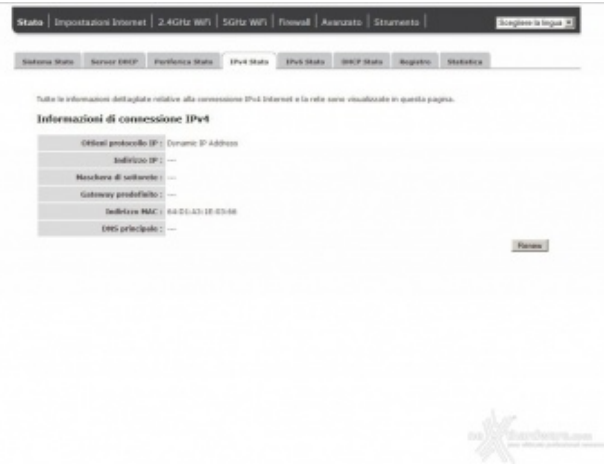 Stato | Impostazioni Internet | 2.4GHz WiFi | 5GHz WiFi | Firewall | Avanzato | Strumento |
Scegliere la lingua
Sistema Stato
Server DHCP
Periferica Stato
IPv4 Stato
IPv6 Stato
DHCP Stato
Registro
Statistica
Tutte le informazioni dettagliate relative alla connessione IPv4 Internet e la rete sono visualizzate in questa pagina.
Informazioni di connessione IPv4
Ottieni protocollo IP : Dynamic IP Address
Indirizzo IP : ---
Maschera di sottorete : ---
Gateway predefinito : ---
Indirizzo MAC :
DNS principale : ---
Renew